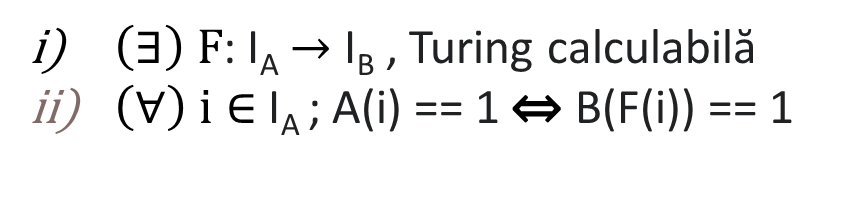 i) (∃) F: I_A → I_B , Turing calculabilă
ii) (∀) i ∈ I_A ; A(i) == 1 ⇔ B(F(i)) == 1